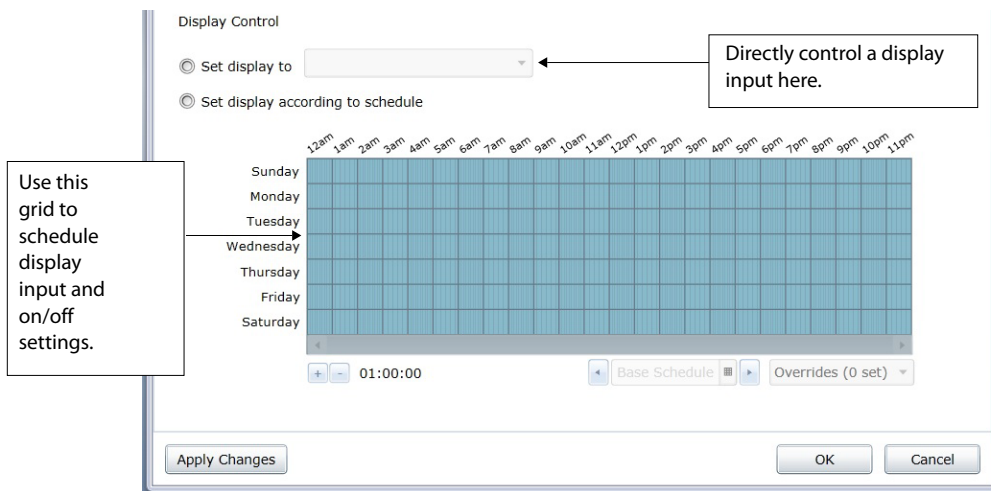 Display Control
Set display to
Directly control a display
input here.
Set display according to schedule
12am 1am 2am 3am 4am 5am 6am 7am 8am 9am 10am 11am 12pm 1pm 2pm 3pm 4pm 5pm 6pm 7pm 8pm 9pm 10pm 11pm
Use this
grid to
schedule
display
input and
on/off
settings.
Sunday
Monday
Tuesday
Wednesday
Thursday
Friday
Saturday
+ - 01:00:00
Base Schedule
Overrides (0 set)
Apply Changes
OK
Cancel